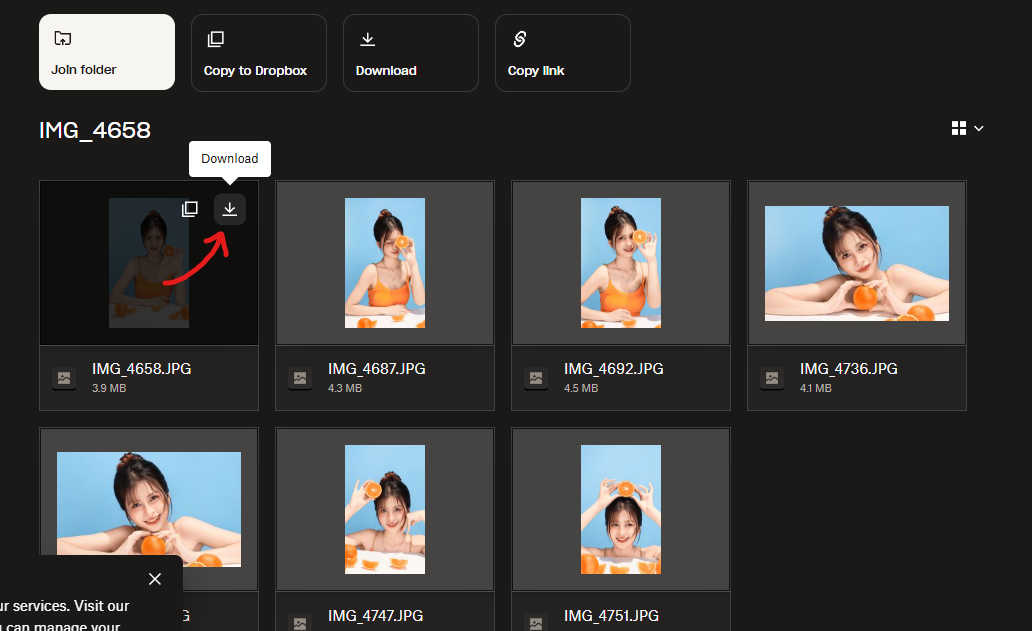 Join folder
Copy to Dropbox
Download
Copy link
IMG_4658
Download
IMG_4658.JPG
3.9 MB
IMG_4687.JPG
4.3 MB
IMG_4692.JPG
4.5 MB
IMG_4736.JPG
4.1 MB
services. Visit our
can manage your
IMG_4747.JPG
IMG_4751.JPG